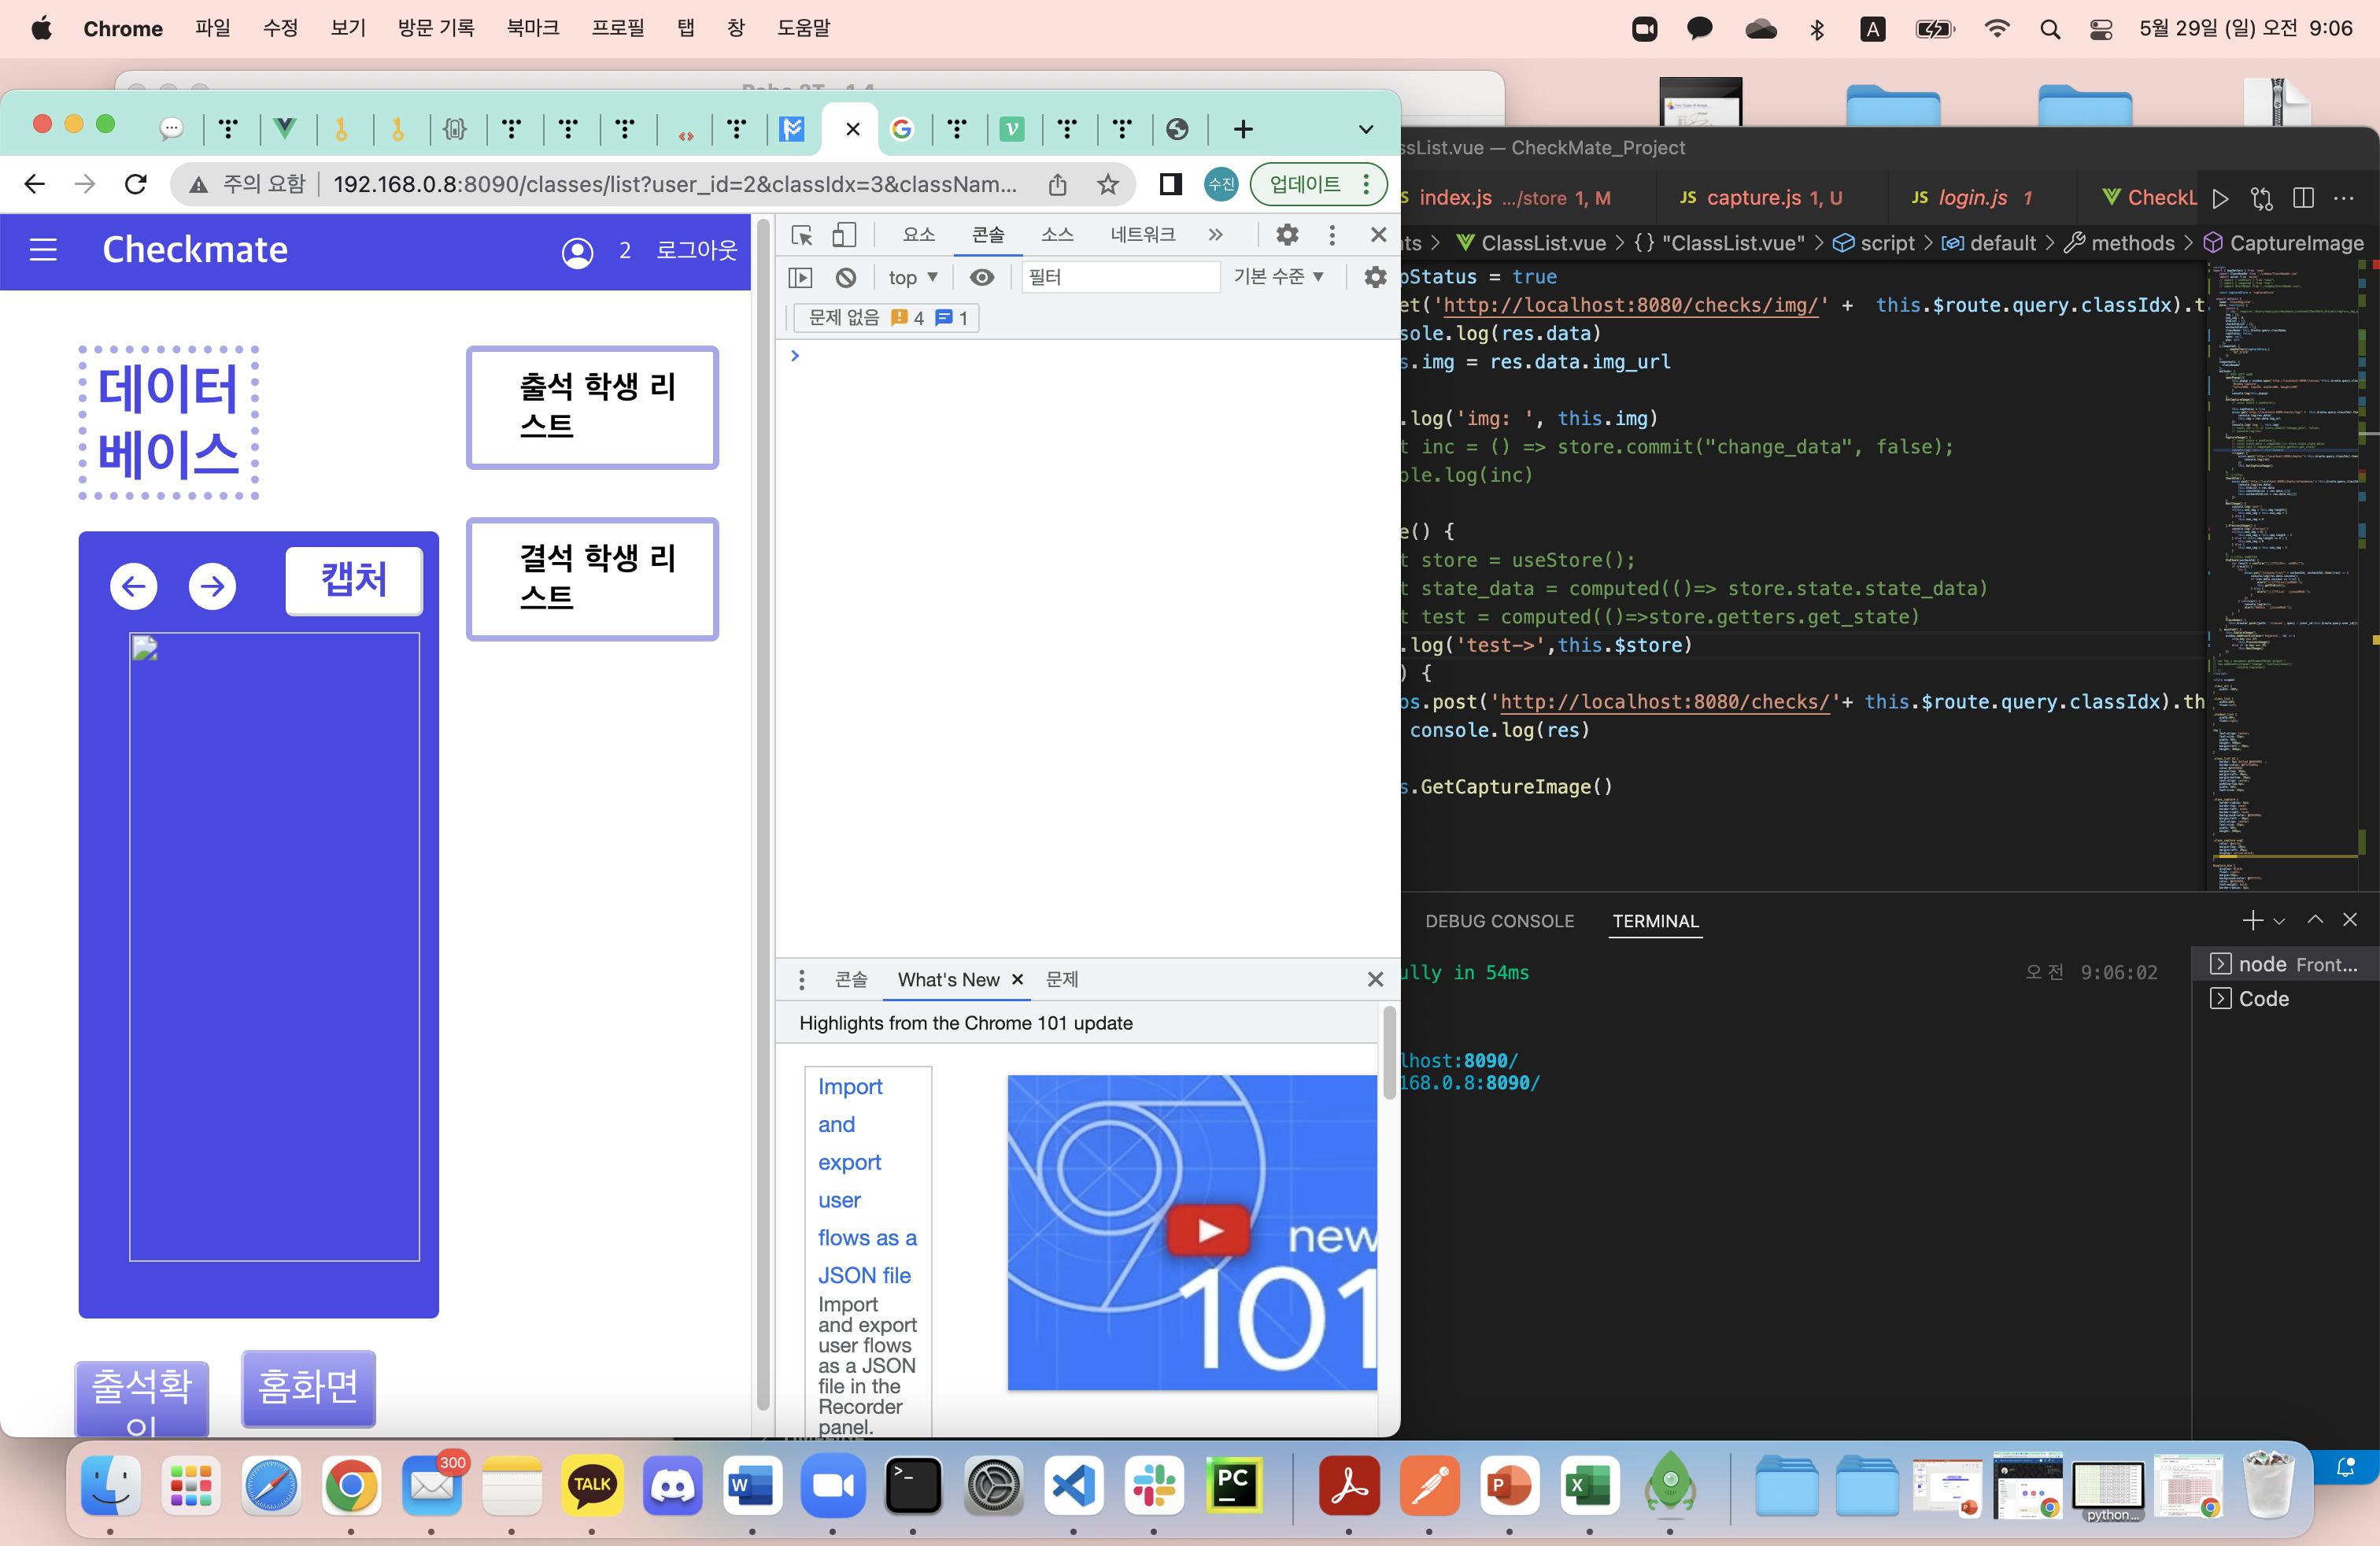 Chrome 파일 수정 보기 방문 기록 북마크 프로필 탭 창 도움말
A 5월 29일 (일) 오전 9:06
주의 요함 192.168.0.8:8090/classes/list?user_id=2&classIdx=3&classNam...
수진 업데이트
Checkmate 2 로그아웃
데이터
베이스
캡처
출석 학생 리
스트
결석 학생 리
스트
출석확
인
홈화면
요소 콘솔 소스 네트워크
top 필터 기본 수준
문제 없음 4 1
콘솔 What's New 문제
Highlights from the Chrome 101 update
Import
and
export
user
flows as a
JSON file
Import
and export
user flows
as a JSON
file in the
Recorder
panel.
new
101
ssList.vue — CheckMate_Project
index.js .../store 1, M JS capture.js 1, U JS login.js 1 CheckL
ts ClassList.vue {} "ClassList.vue" script default methods CaptureImage
pStatus = true
et('http://localhost:8080/checks/img/' + this.$route.query.classIdx).t
sole.log(res.data)
s.img = res.data.img_url
.log('img: ', this.img)
t inc = () => store.commit("change_data", false);
ole.log(inc)
e() {
t store = useStore();
t state_data = computed(()=> store.state.state_data)
t test = computed(()=>store.getters.get_state)
.log('test->',this.$store)
) {
os.post('http://localhost:8080/checks/'+ this.$route.query.classIdx).th
console.log(res)
s.GetCaptureImage()
DEBUG CONSOLE TERMINAL
ully in 54ms 오전 9:06:02
lhost:8090/
168.0.8:8090/
node Front...
Code
300
TALK
W
PC
P
X
python...